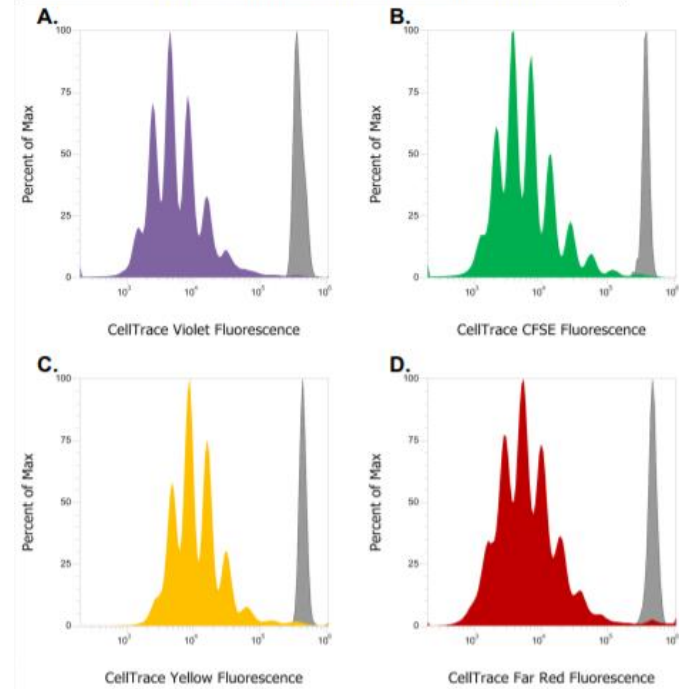 A.
B.
Percent of Max
100
75
50
25
0
10³ 10⁴ 10⁵ 10⁶
CellTrace Violet Fluorescence
Percent of Max
100
75
50
25
0
10³ 10⁴ 10⁵ 10⁶
CellTrace CFSE Fluorescence
C.
D.
Percent of Max
100
75
50
25
0
10³ 10⁴ 10⁵ 10⁶
CellTrace Yellow Fluorescence
Percent of Max
100
75
50
25
0
10³ 10⁴ 10⁵ 10⁶
CellTrace Far Red Fluorescence